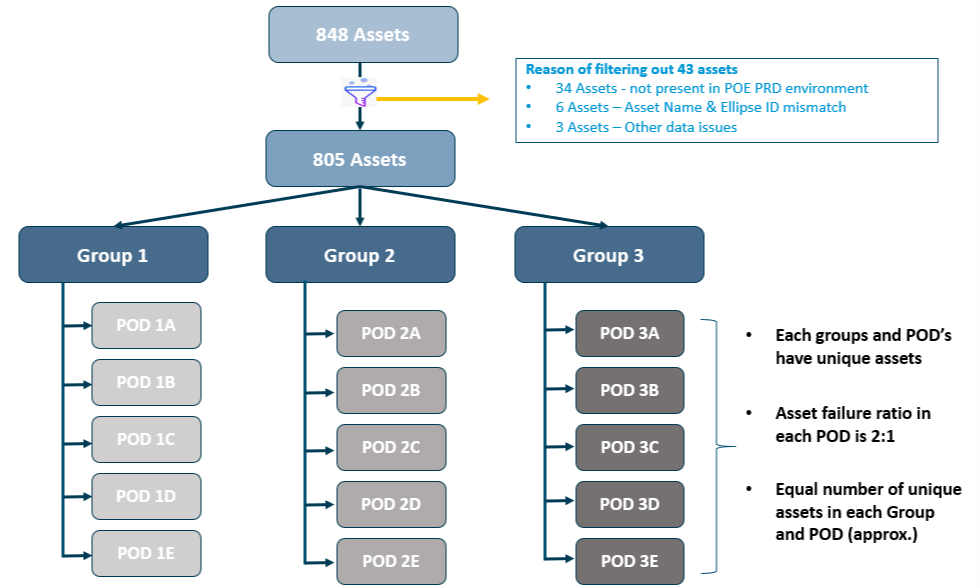 848 Assets
Reason of filtering out 43 assets
• 34 Assets - not present in POE PRD environment
• 6 Assets – Asset Name & Ellipse ID mismatch
• 3 Assets – Other data issues
805 Assets
Group 1
Group 2
Group 3
POD 1A
POD 1B
POD 1C
POD 1D
POD 1E
POD 2A
POD 2B
POD 2C
POD 2D
POD 2E
POD 3A
POD 3B
POD 3C
POD 3D
POD 3E
• Each groups and POD's
have unique assets
• Asset failure ratio in
each POD is 2:1
• Equal number of unique
assets in each Group
and POD (approx.)